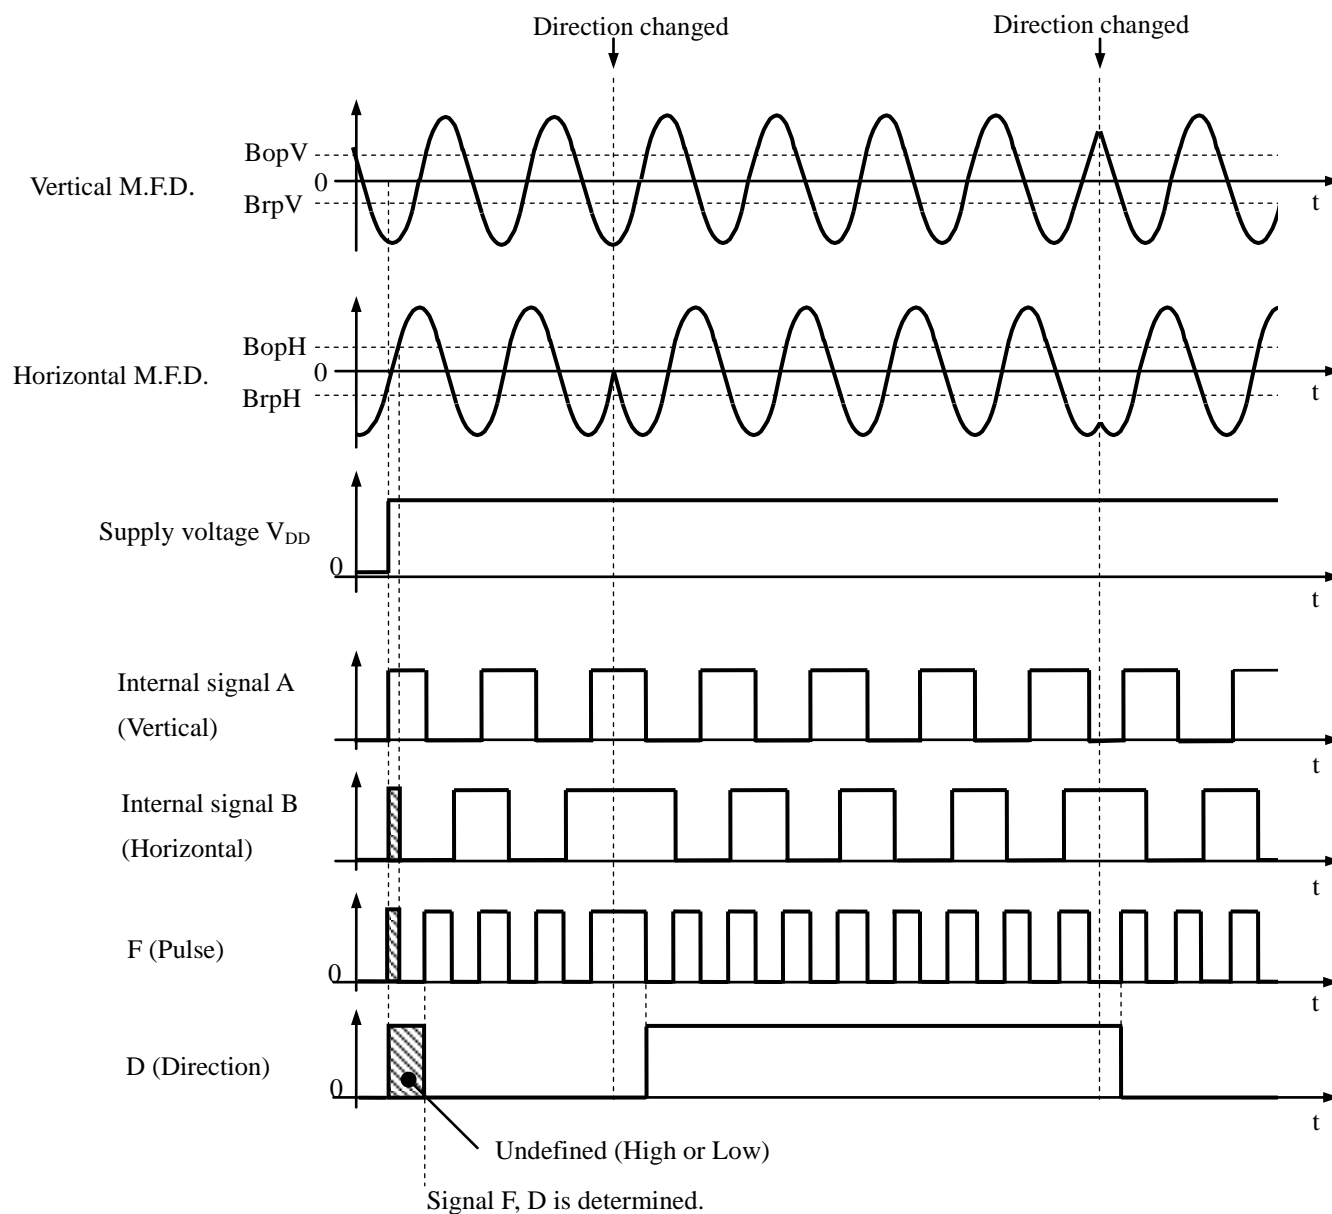 Direction changed
Direction changed
BopV
Vertical M.F.D.
0
BrpV
t
BopH
Horizontal M.F.D.
0
BrpH
t
Supply voltage VDD
0
t
Internal signal A
(Vertical)
t
Internal signal B
(Horizontal)
t
F (Pulse)
0
t
D (Direction)
0
t
Undefined (High or Low)
Signal F, D is determined.